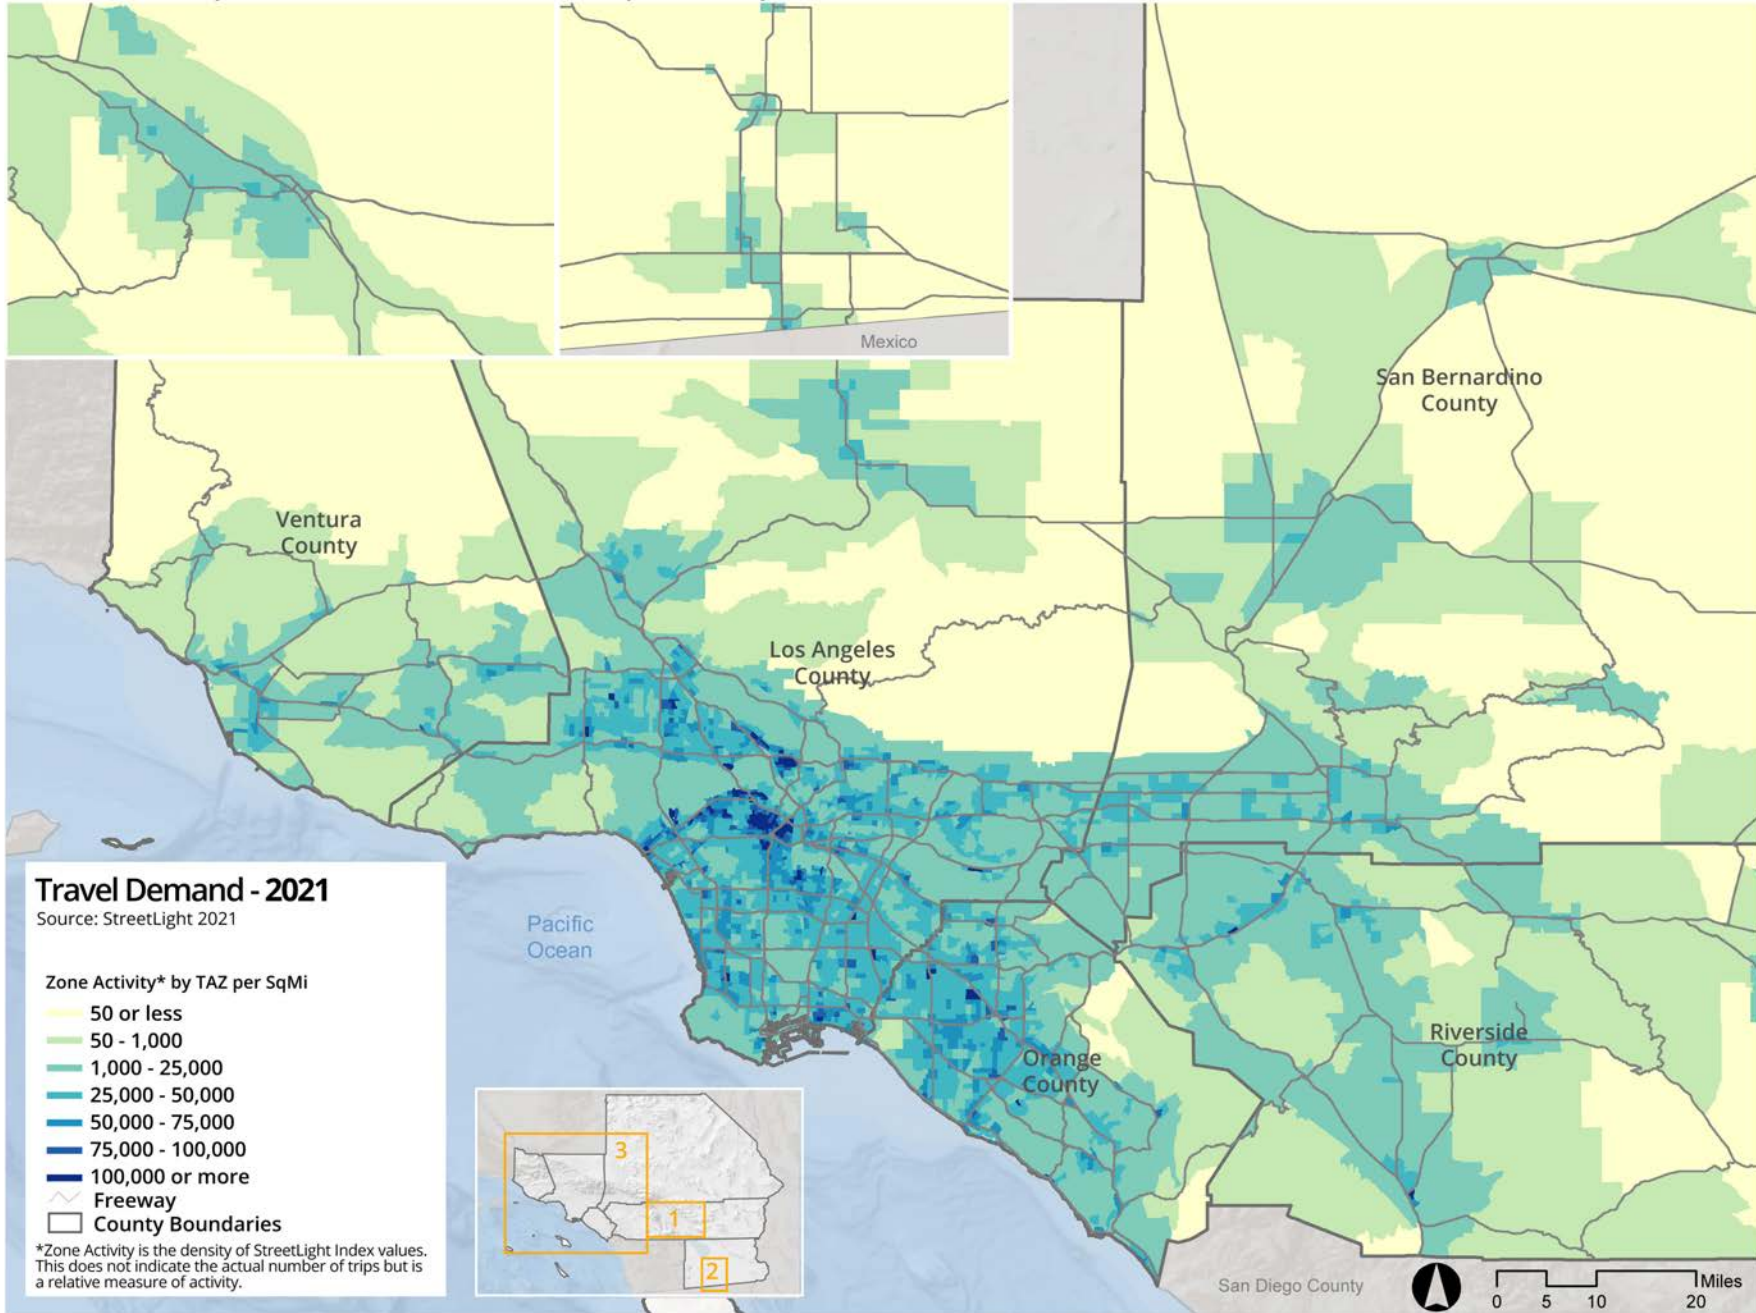 Mexico
San Bernardino
County
Ventura
County
Los Angeles
County
Pacific
Ocean
Orange
County
Riverside
County
San Diego County
Travel Demand - 2021
Source: StreetLight 2021
Zone Activity* by TAZ per SqMi
50 or less
50 - 1,000
1,000 - 25,000
25,000 - 50,000
50,000 - 75,000
75,000 - 100,000
100,000 or more
Freeway
County Boundaries
*Zone Activity is the density of StreetLight Index values.
This does not indicate the actual number of trips but is
a relative measure of activity.
3
1
2
Miles
0 5 10 20